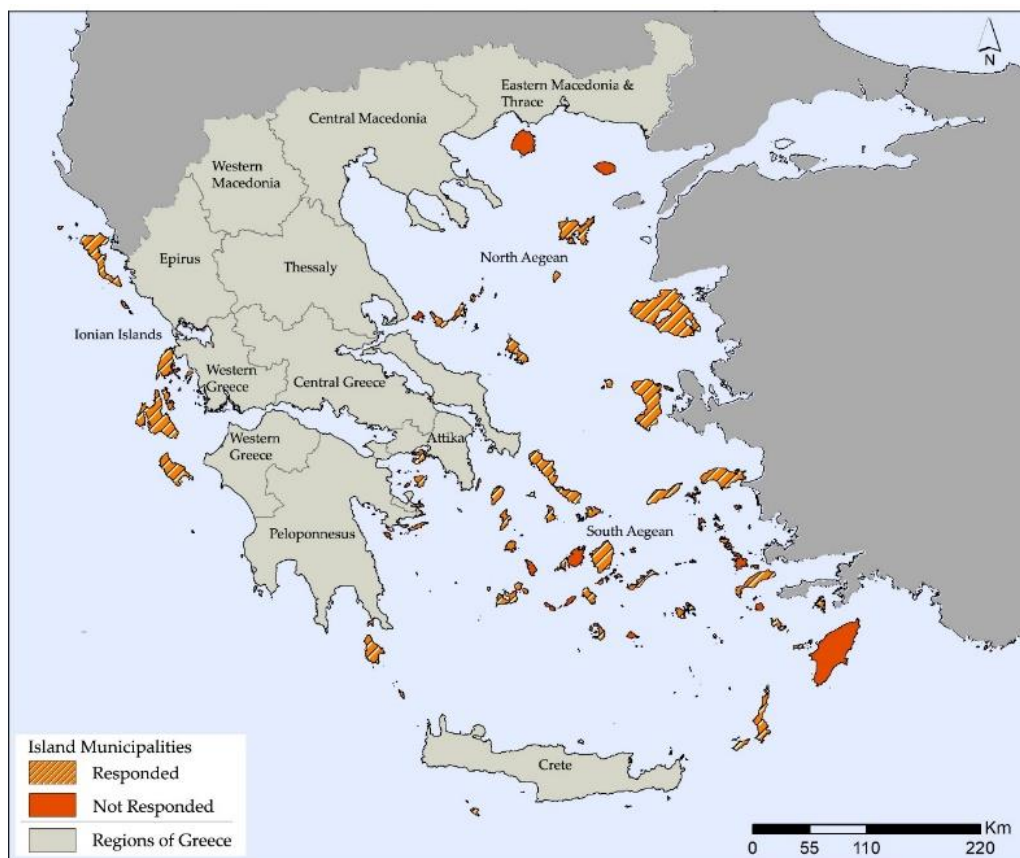 N
Eastern Macedonia &
Thrace
Central Macedonia
Western
Macedonia
Epirus
Thessaly
North Aegean
Ionian Islands
Western
Greece
Central Greece
Western
Greece
Attika
Peloponnesus
South Aegean
Crete
Island Municipalities
Responded
Not Responded
Regions of Greece
Km
0 55 110 220